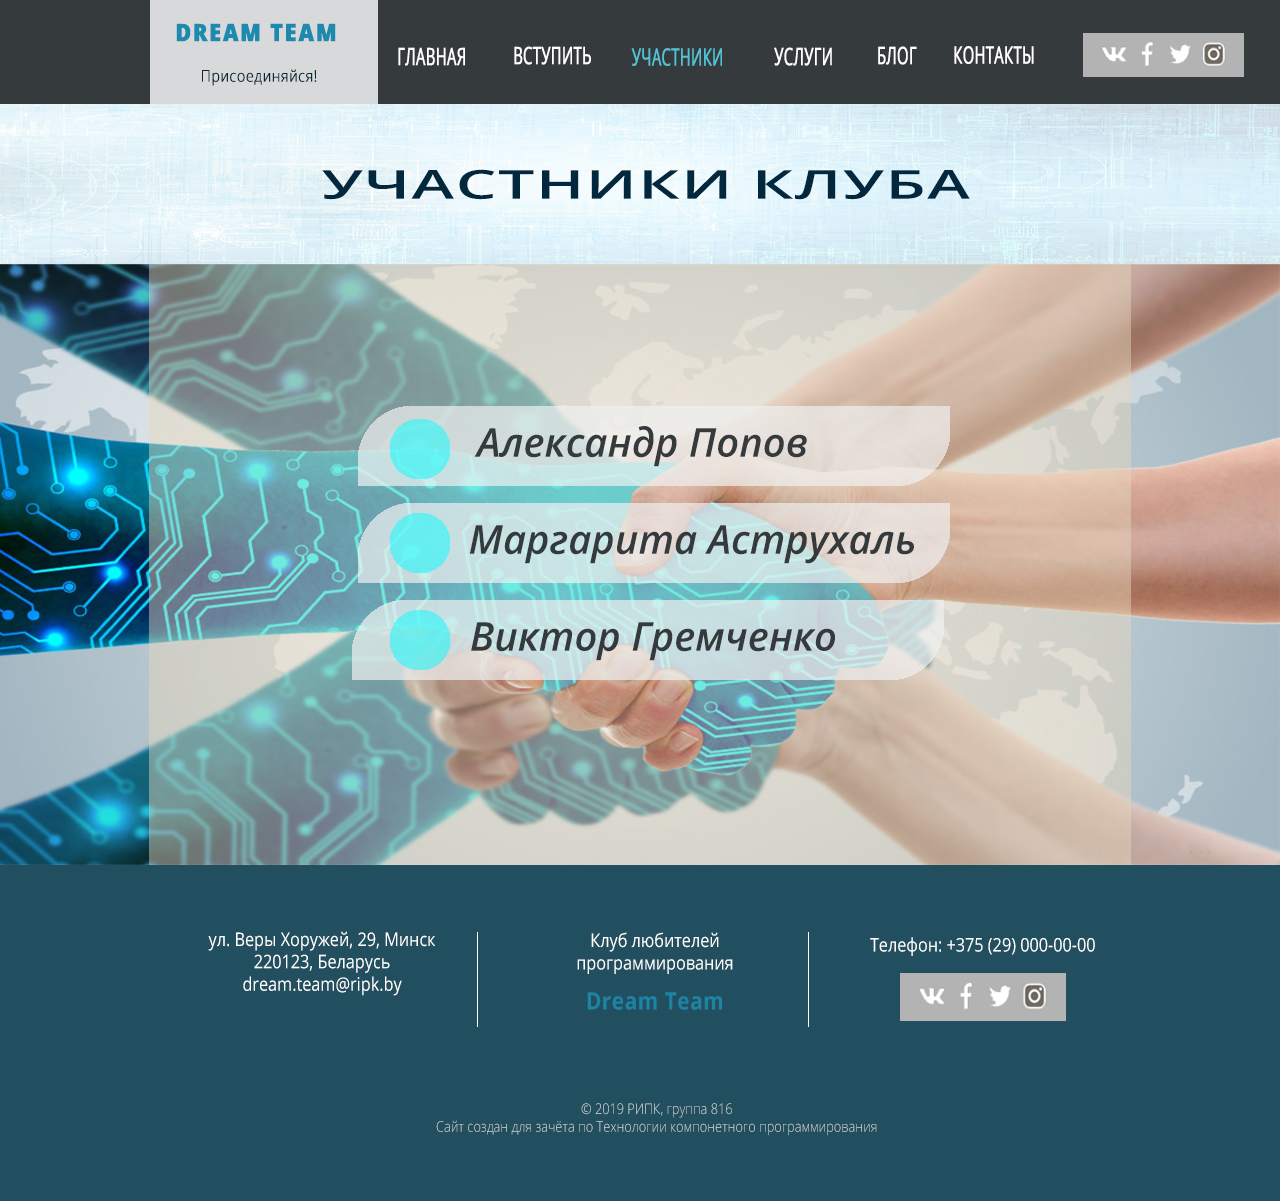 DREAM TEAM
Присоединяйся!
ГЛАВНАЯ ВСТУПИТЬ УЧАСТНИКИ УСЛУГИ БЛОГ КОНТАКТЫ
УЧАСТНИКИ КЛУБА
Александр Попов
Маргарита Аструхаль
Виктор Гремченко
ул. Веры Хоружей, 29, Минск
220123, Беларусь
dream.team@ripk.by
Клуб любителей
программирования
Dream Team
Телефон: +375 (29) 000-00-00
© 2019 РИПК, группа 816
Сайт создан для зачёта по Технологии компонетного программирования